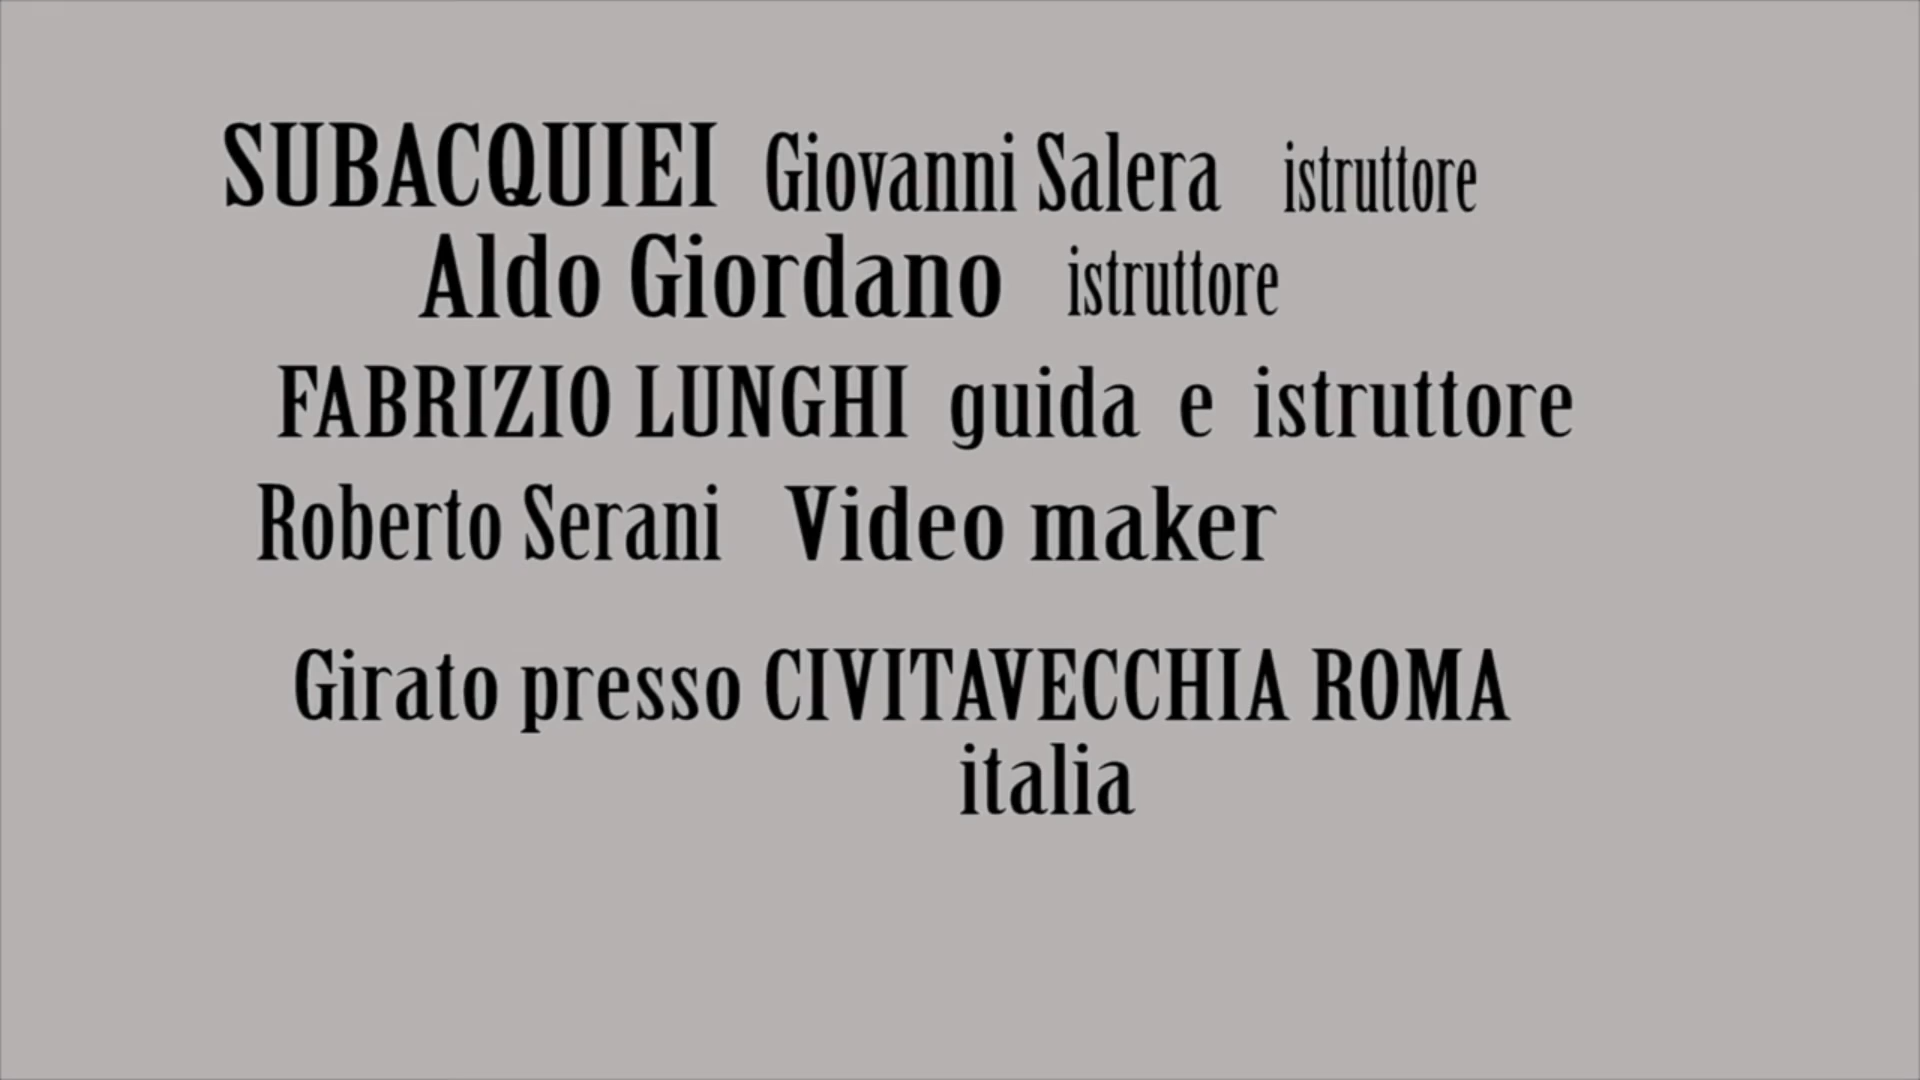 SUBACQUIEI Giovanni Salera istruttore
Aldo Giordano istruttore
FABRIZIO LUNGHI guida e istruttore
Roberto Serani Video maker
Girato presso CIVITAVECCHIA ROMA
italia